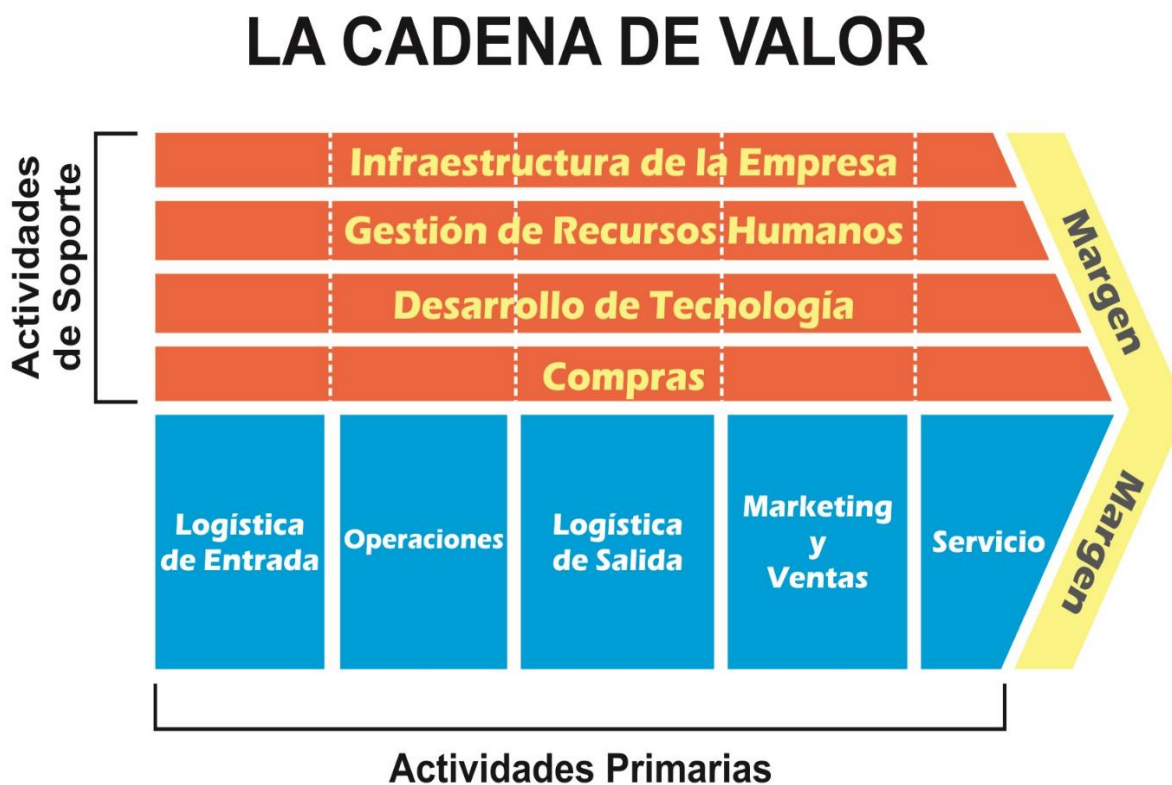 LA CADENA DE VALOR
Actividades
de Soporte
Infraestructura de la Empresa
Gestión de Recursos Humanos
Desarrollo de Tecnología
Compras
Margen
Logística
de Entrada
Operaciones
Logística
de Salida
Marketing
y
Ventas
Servicio
Margen
Actividades Primarias